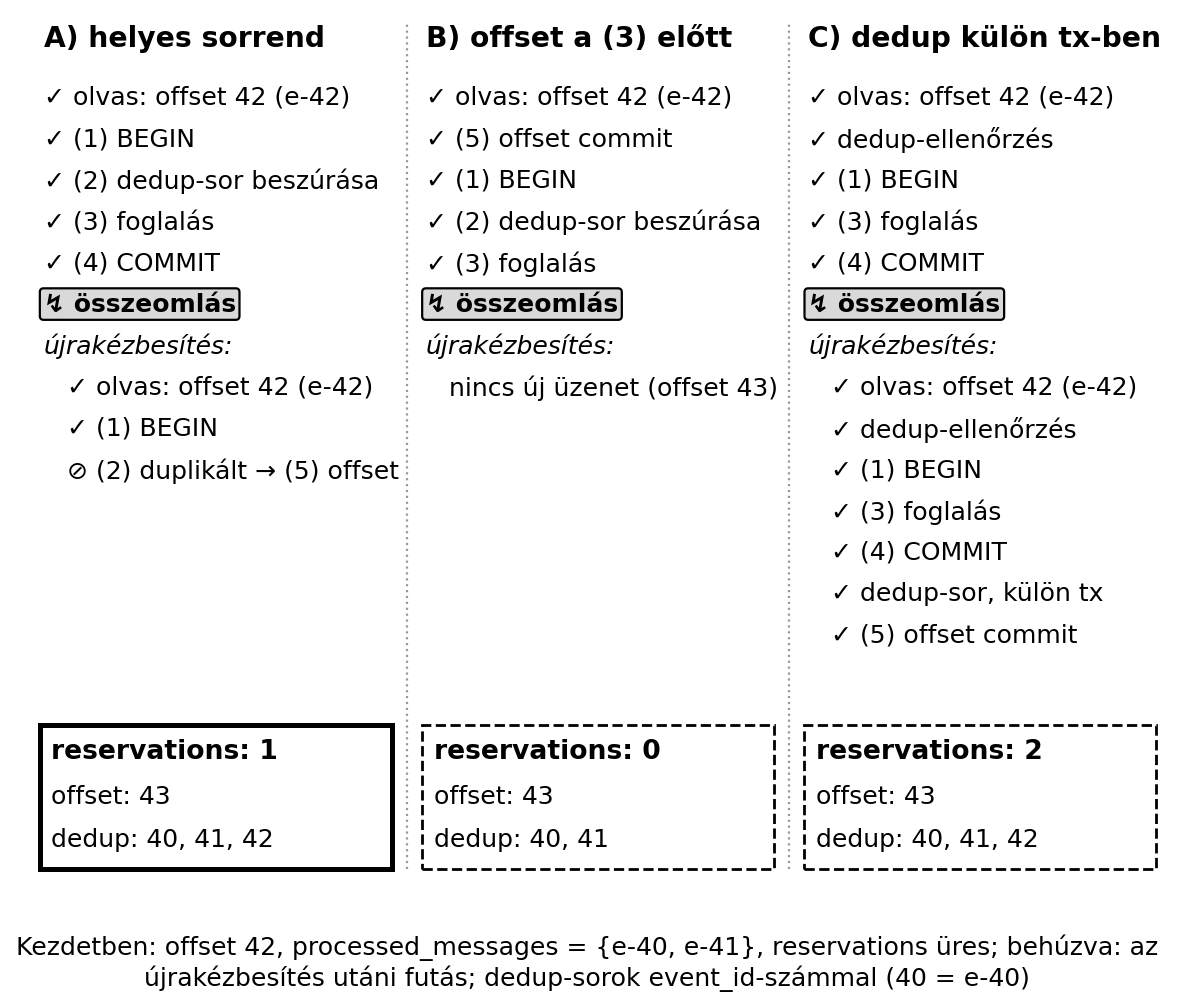 A) helyes sorrend
✓ olvas: offset 42 (e-42)
✓ (1) BEGIN
✓ (2) dedup-sor beszúrása
✓ (3) foglalás
✓ (4) COMMIT
↯ összeomlás
újrakézbesítés:
✓ olvas: offset 42 (e-42)
✓ (1) BEGIN
⊘ (2) duplikált → (5) offset
reservations: 1
offset: 43
dedup: 40, 41, 42
B) offset a (3) előtt
✓ olvas: offset 42 (e-42)
✓ (5) offset commit
✓ (1) BEGIN
✓ (2) dedup-sor beszúrása
✓ (3) foglalás
↯ összeomlás
újrakézbesítés:
nincs új üzenet (offset 43)
reservations: 0
offset: 43
dedup: 40, 41
C) dedup külön tx-ben
✓ olvas: offset 42 (e-42)
✓ dedup-ellenőrzés
✓ (1) BEGIN
✓ (3) foglalás
✓ (4) COMMIT
↯ összeomlás
újrakézbesítés:
✓ olvas: offset 42 (e-42)
✓ dedup-ellenőrzés
✓ (1) BEGIN
✓ (3) foglalás
✓ (4) COMMIT
✓ dedup-sor, külön tx
✓ (5) offset commit
reservations: 2
offset: 43
dedup: 40, 41, 42
Kezdetben: offset 42, processed_messages = {e-40, e-41}, reservations üres; behúzva: az
újrakézbesítés utáni futás; dedup-sorok event_id-számmal (40 = e-40)